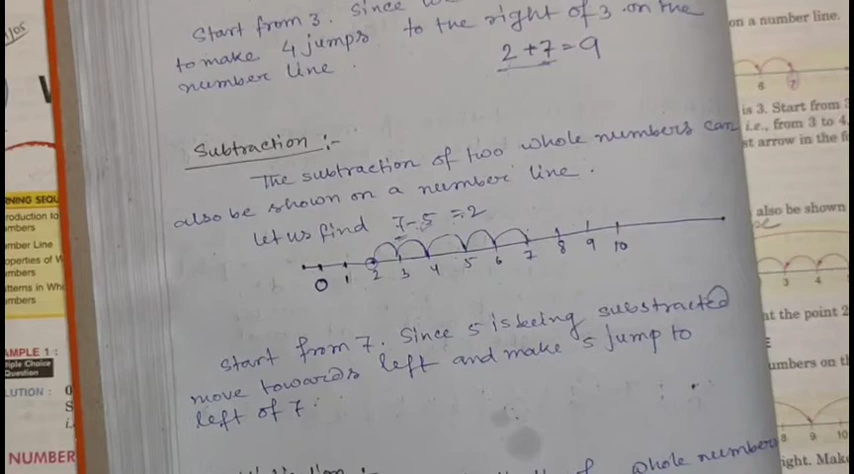 Start from 3. Since
to make 4 jumps to the right of 3 on the
number line.
2 + 7 = 9
Subtraction :-
The subtraction of two whole numbers can
also be shown on a number line.
let us find 7-5 = 2
0 1 2 3 4 5 6 7 8 9 10
Start from 7. Since 5 is being substracted
move towards left and make 5 jump to
left of 7.
whole numbers
on a number line.
6 7
is 3. Start from 3
i.e., from 3 to 4.
st arrow in the
also be shown
3 4
at the point 2
umbers on
8 9 10
ight. Make
RNING SEQU
roduction to
mbers
mber Line
operties of W
mbers
tterns in Wh
mbers
AMPLE 1 :
tiple Choice
Question
LUTION : 0
S
i.
NUMBER